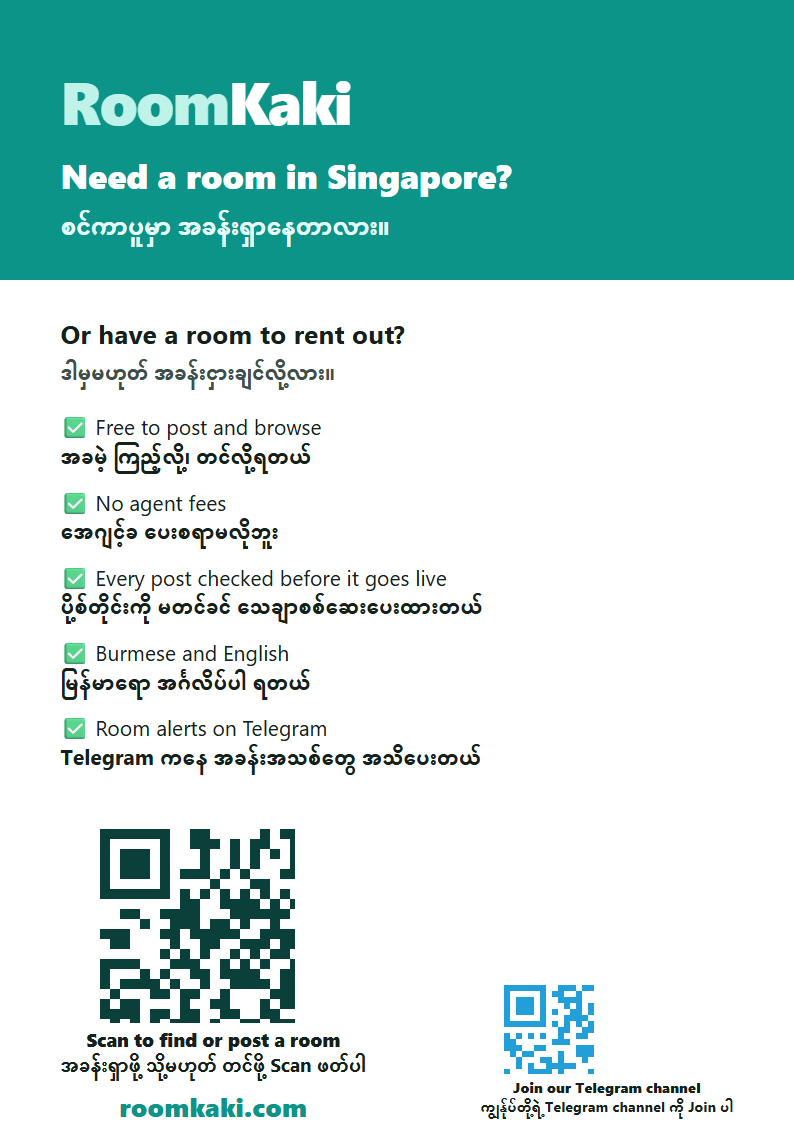 RoomKaki
Need a room in Singapore?
စင်ကာပူမှာ အခန်းရှာနေတာလား။
Or have a room to rent out?
ဒါမှမဟုတ် အခန်းငှားချင်လို့လား။
✅ Free to post and browse
အခမဲ့ ကြည့်လို့၊ တင်လို့ရတယ်
✅ No agent fees
အေဂျင့်ခ ပေးစရာမလိုဘူး
✅ Every post checked before it goes live
ပို့စ်တိုင်းကို မတင်ခင် သေချာစစ်ဆေးပေးထားတယ်
✅ Burmese and English
မြန်မာရော အင်္ဂလိပ်ပါ ရတယ်
✅ Room alerts on Telegram
Telegram ကနေ အခန်းအသစ်တွေ အသိပေးတယ်
Scan to find or post a room
အခန်းရှာဖို့ သို့မဟုတ် တင်ဖို့ Scan ဖတ်ပါ
roomkaki.com
Join our Telegram channel
ကျွန်ုပ်တို့ရဲ့ Telegram channel ကို Join ပါ